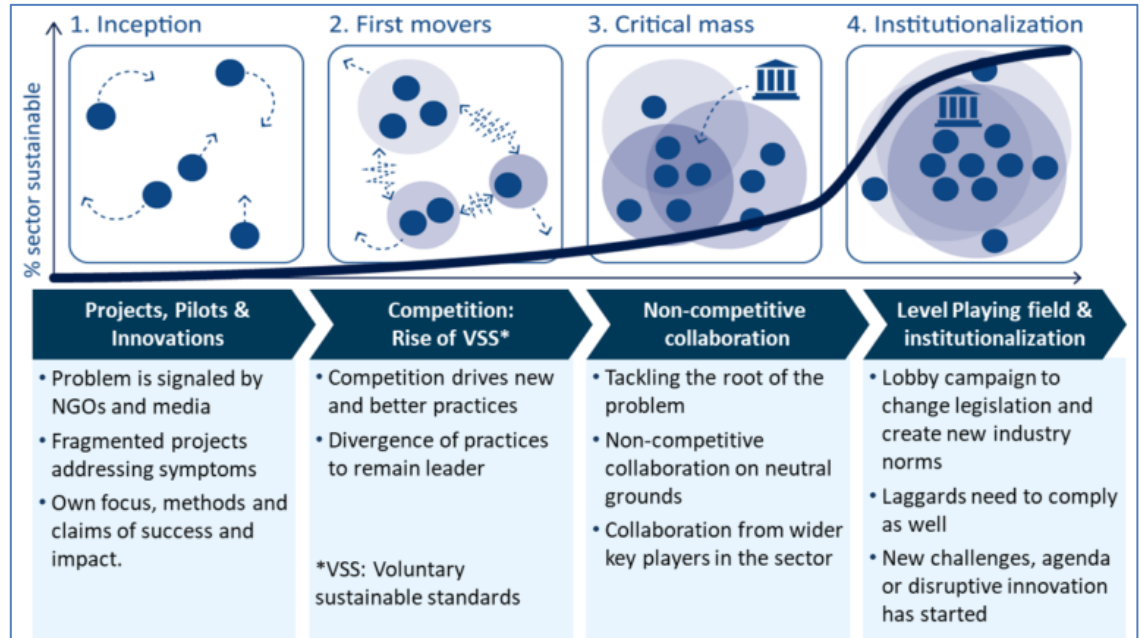 1. Inception
2. First movers
3. Critical mass
4. Institutionalization
% sector sustainable
Projects, Pilots &
Innovations
• Problem is signaled by
NGOs and media
• Fragmented projects
addressing symptoms
• Own focus, methods and
claims of success and
impact.
Competition:
Rise of VSS*
• Competition drives new
and better practices
• Divergence of practices
to remain leader
*VSS: Voluntary
sustainable standards
Non-competitive
collaboration
• Tackling the root of the
problem
• Non-competitive
collaboration on neutral
grounds
• Collaboration from wider
key players in the sector
Level Playing field &
institutionalization
• Lobby campaign to
change legislation and
create new industry
norms
• Laggards need to comply
as well
• New challenges, agenda
or disruptive innovation
has started